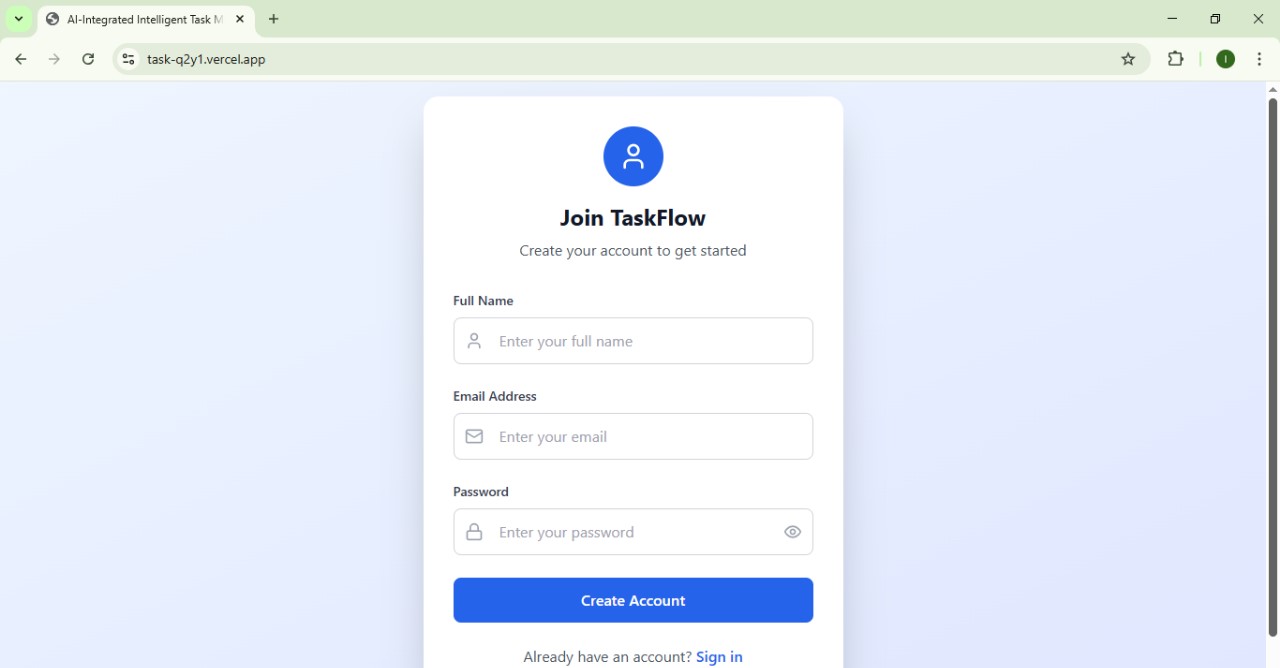 AI-Integrated Intelligent Task M
task-q2y1.vercel.app
I
Join TaskFlow
Create your account to get started
Full Name
Enter your full name
Email Address
Enter your email
Password
Enter your password
Create Account
Already have an account? Sign in